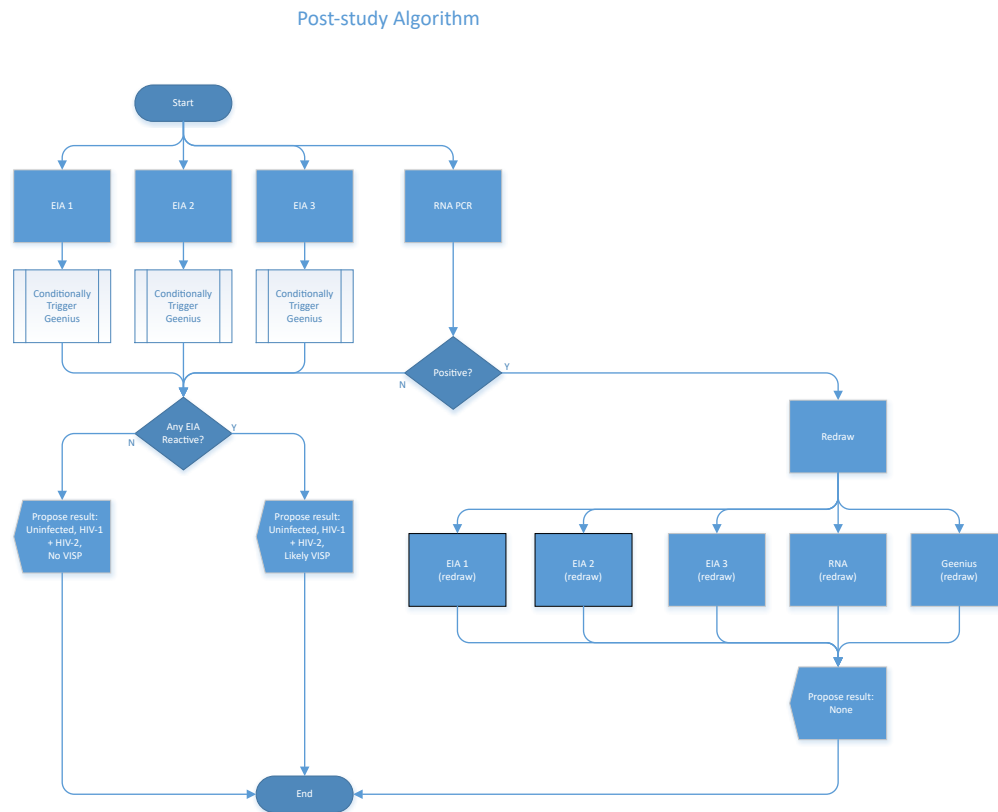 Post-study Algorithm
Start
EIA 1
EIA 2
EIA 3
RNA PCR
Conditionally
Trigger
Geenius
Conditionally
Trigger
Geenius
Conditionally
Trigger
Geenius
Positive?
N
Y
Any EIA
Reactive?
N
Y
Redraw
Propose result:
Uninfected, HIV-1
+ HIV-2,
No VISP
Propose result:
Uninfected, HIV-1
+ HIV-2,
Likely VISP
EIA 1
(redraw)
EIA 2
(redraw)
EIA 3
(redraw)
RNA
(redraw)
Geenius
(redraw)
Propose result:
None
End